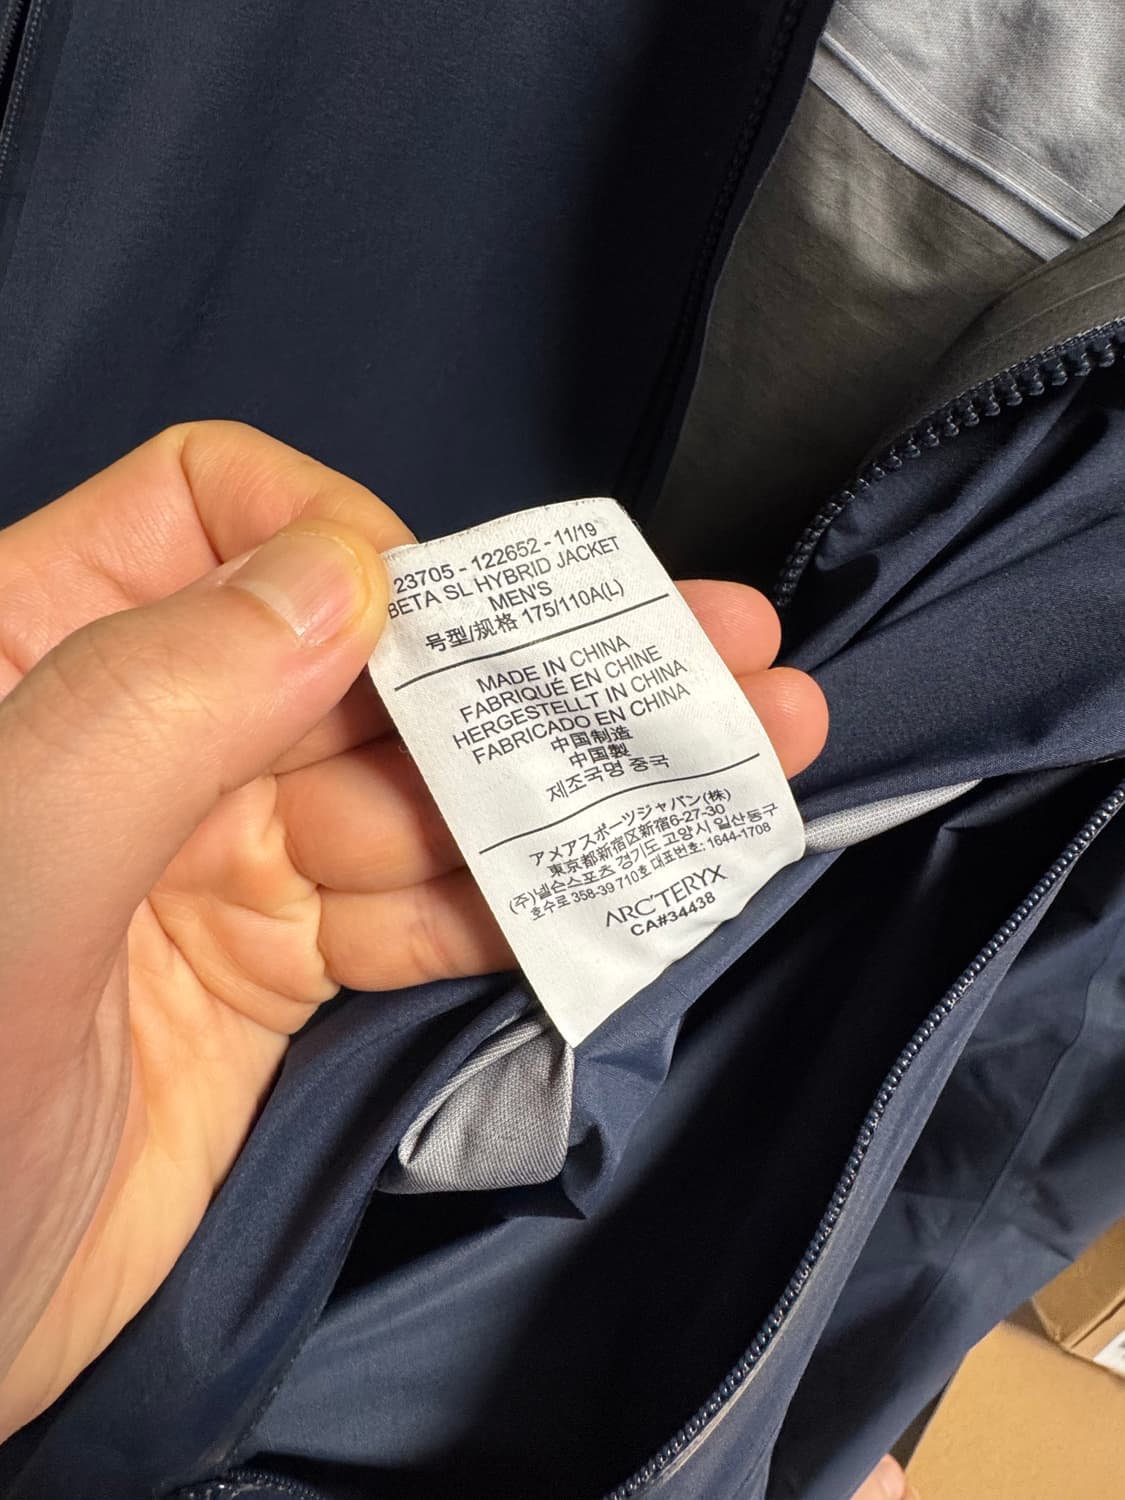 23705 - 122652 - 11/19
BETA SL HYBRID JACKET
MEN'S
号型/规格 175/110A(L)
MADE IN CHINA
FABRIQUÉ EN CHINE
HERGESTELLT IN CHINA
FABRICADO EN CHINA
中国制造
中国製
제조국명 중국
アメアスポーツジャパン(株)
東京都新宿区新宿6-27-30
(주)넬슨스포츠 경기도 고양시 일산동구
호수로 358-39 710호 대표번호: 1644-1708
ARC'TERYX
CA#34438